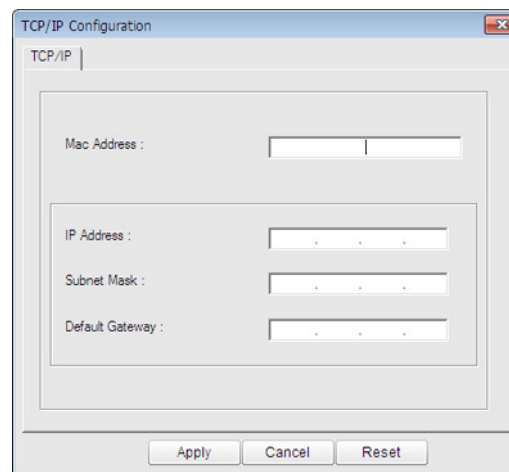 TCP/IP Configuration
TCP/IP
Mac Address :
IP Address :
. . .
Subnet Mask :
. . .
Default Gateway :
. . .
Apply Cancel Reset